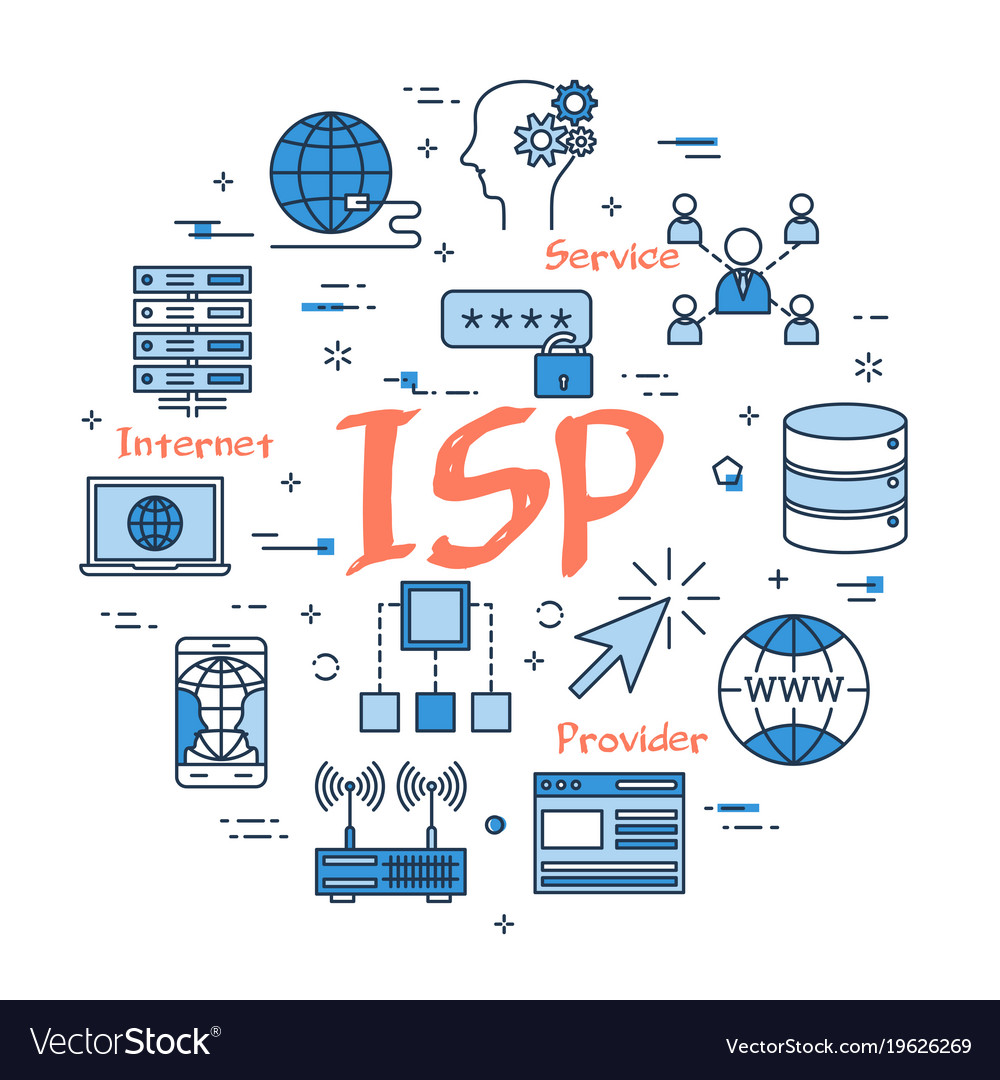 Service
****
ISP
Internet
WWW
Provider
VectorStock®
VectorStock.com/19626269